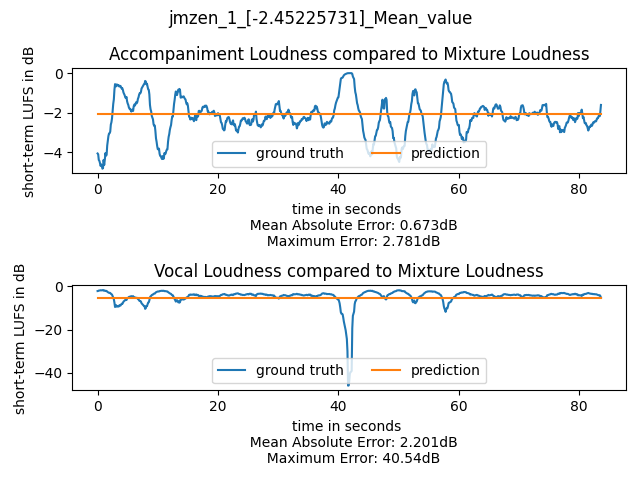 jmzen_1_[-2.45225731]_Mean_value
Accompaniment Loudness compared to Mixture Loudness
short-term LUFS in dB
0
−2
−4
ground truth
prediction
0 20 40 60 80
time in seconds
Mean Absolute Error: 0.673dB
Maximum Error: 2.781dB
Vocal Loudness compared to Mixture Loudness
short-term LUFS in dB
0
−20
−40
ground truth
prediction
0 20 40 60 80
time in seconds
Mean Absolute Error: 2.201dB
Maximum Error: 40.54dB